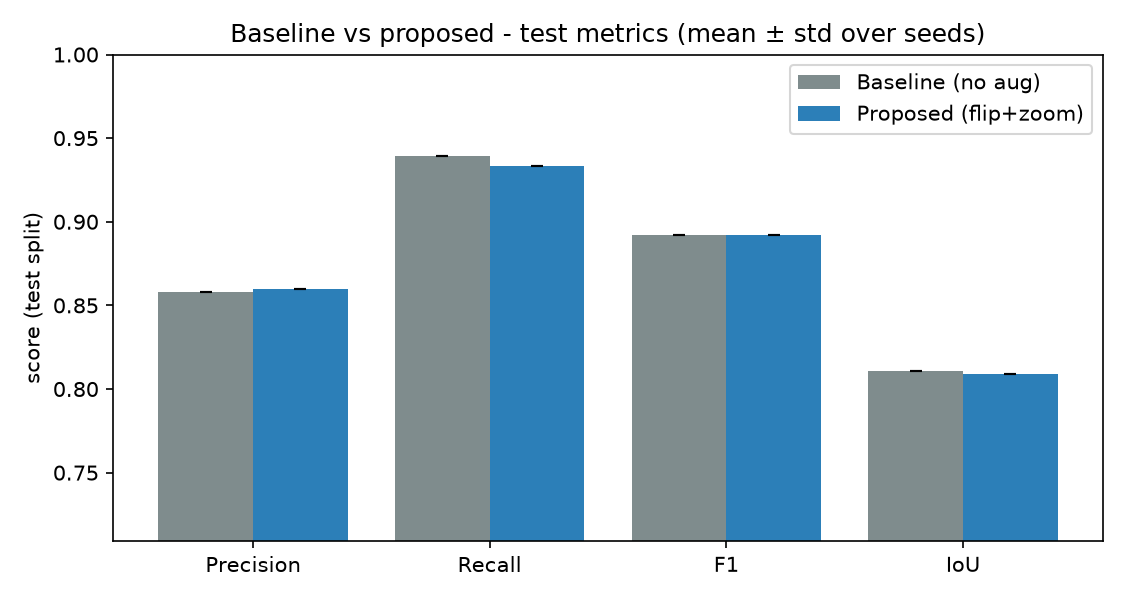 Baseline vs proposed - test metrics (mean ± std over seeds)
Baseline (no aug)
Proposed (flip+zoom)
score (test split)
1.00
0.95
0.90
0.85
0.80
0.75
Precision
Recall
F1
IoU